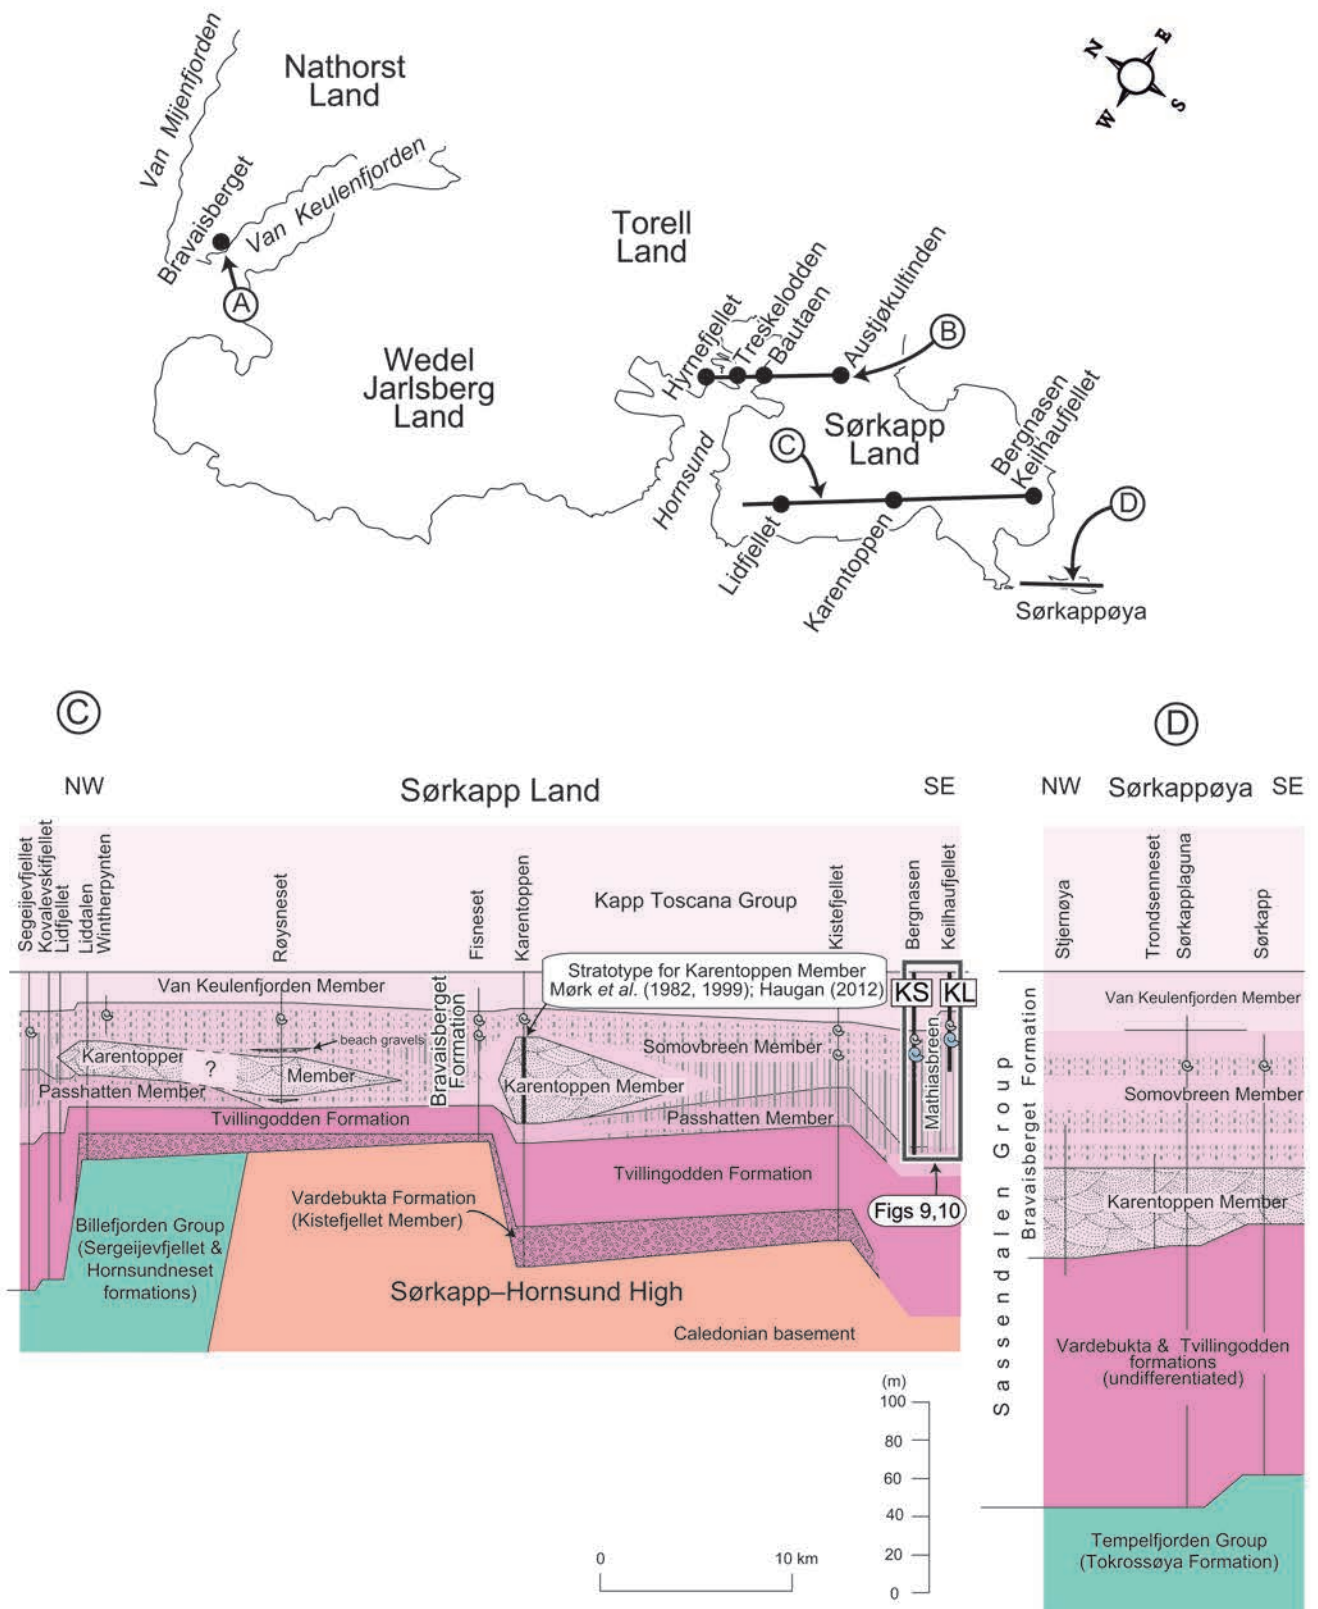 Van Mijenfjorden
Nathorst
Land
N
E
W
S
Bravaisberget
Van Keulenfjorden
A
Torell
Land
Wedel
Jarlsberg
Land
Hyrnefjellet
Treskelodden
Bautaen
Austjøkultinden
B
Sørkapp
Land
C
Hornsund
Bergnasen
Keilhaufjellet
D
Lidfjellet
Karentoppen
Sørkappøya
C
NW
Sørkapp Land
SE
Segeijevfjellet
Kovalevskifjellet
Lidfjellet
Liddalen
Wintherpynten
Røysneset
Fisneset
Karentoppen
Kistefjellet
Bergnasen
Keilhaufjellet
Kapp Toscana Group
Stratotype for Karentoppen Member
Mørk et al. (1982, 1999); Haugan (2012)
KS
KL
Van Keulenfjorden Member
beach gravels
Bravaisberget
Formation
Somovbreen Member
Mathiasbreen
Karentopper
?
Member
Karentoppen Member
Passhatten Member
Passhatten Member
Tvillingodden Formation
Tvillingodden Formation
Vardebukta Formation
(Kistefjellet Member)
Figs 9,10
Billefjorden Group
(Sergeijevfjellet &
Hornsundneset
formations)
Sørkapp–Hornsund High
Caledonian basement
(m)
100
80
60
40
20
0
0
10 km
D
NW
Sørkappøya
SE
Stjernøya
Trondsenneset
Sørkapplaguna
Sørkapp
Sassendalen Group
Bravaisberget Formation
Van Keulenfjorden Member
Somovbreen Member
Karentoppen Member
Vardebukta & Tvillingodden
formations
(undifferentiated)
Tempelfjorden Group
(Tokrossøya Formation)